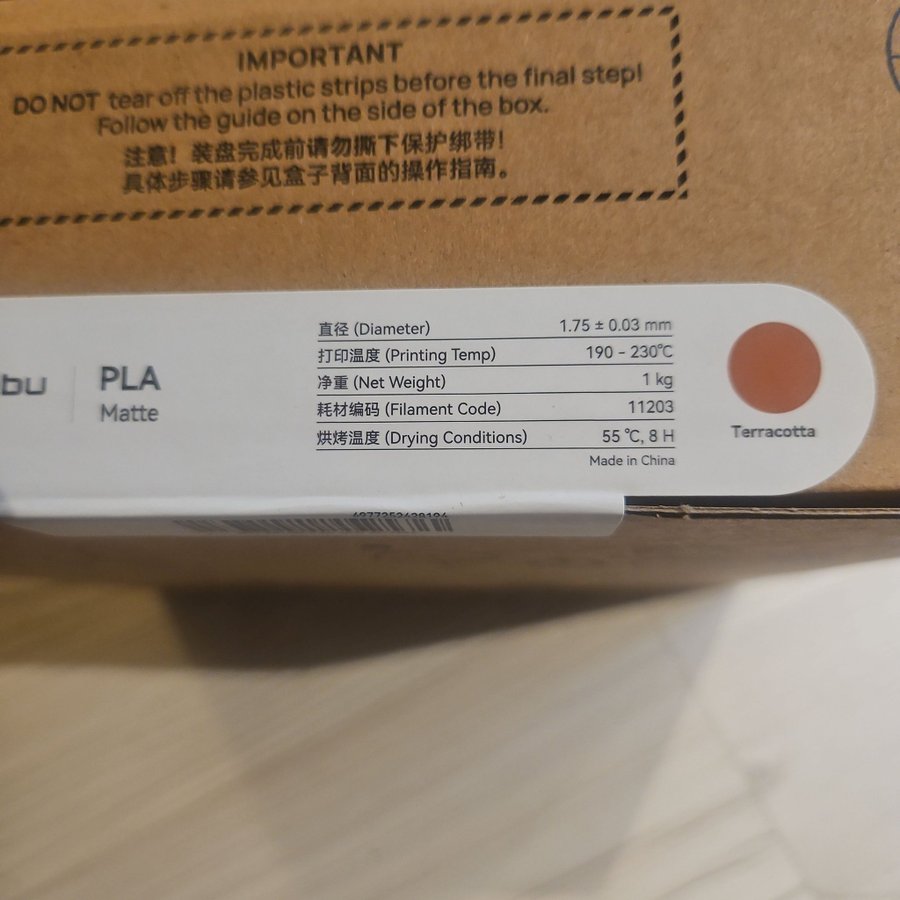 IMPORTANT
DO NOT tear off the plastic strips before the final step!
Follow the guide on the side of the box.
注意！装盘完成前请勿撕下保护绑带！
具体步骤请参见盒子背面的操作指南。
bu
PLA
Matte
直径 (Diameter) 1.75 ± 0.03 mm
打印温度 (Printing Temp) 190 - 230℃
净重 (Net Weight) 1 kg
耗材编码 (Filament Code) 11203
烘烤温度 (Drying Conditions) 55 ℃, 8 H
Made in China
Terracotta